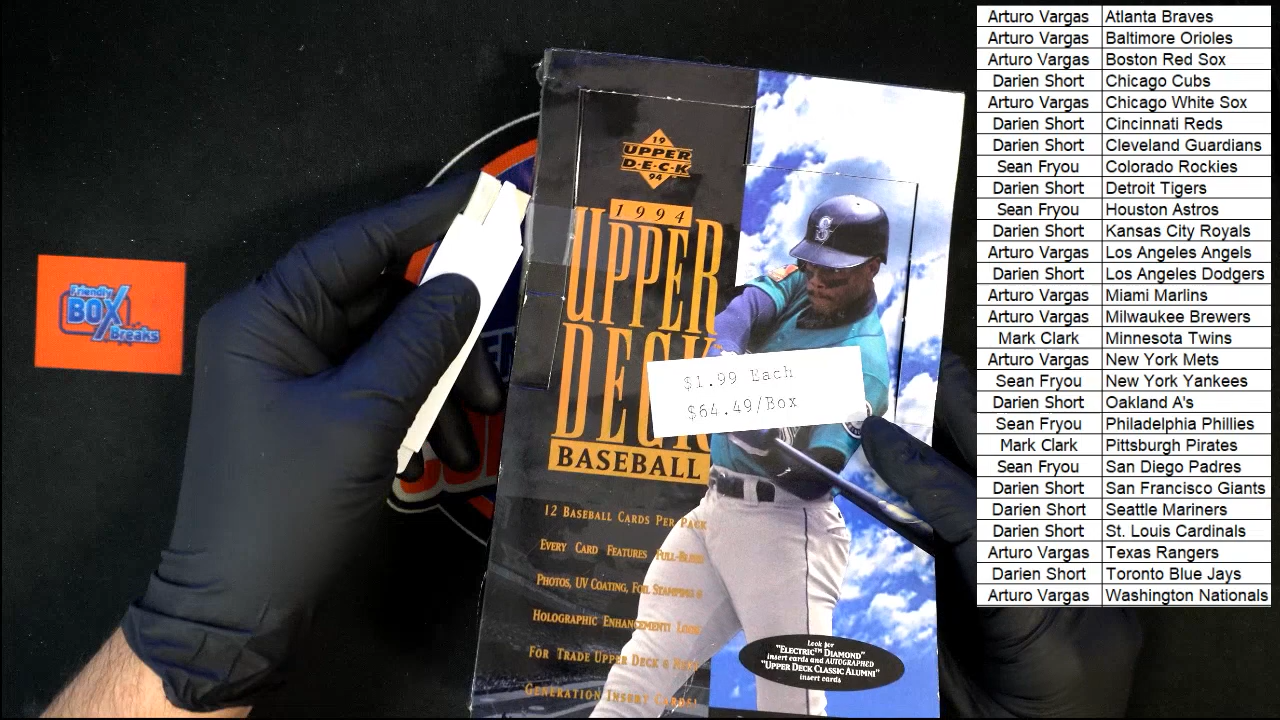 Friendly
BOX
Breaks
19
UPPER
D·E·C·K
94
1994
UPPER
DECK
BASEBALL
$1.99 Each
$64.49/Box
12 BASEBALL CARDS PER PACK
EVERY CARD FEATURES FULL-BLEED
PHOTOS, UV COATING, FOIL STAMPING &
HOLOGRAPHIC ENHANCEMENT! LOOK
FOR TRADE UPPER DECK &
GENERATION INSERT CARDS!
Look for
"ELECTRIC™ DIAMOND"
insert cards and AUTOGRAPHED
"UPPER DECK CLASSIC ALUMNI"
insert cards
Arturo Vargas Atlanta Braves
Arturo Vargas Baltimore Orioles
Arturo Vargas Boston Red Sox
Darien Short Chicago Cubs
Arturo Vargas Chicago White Sox
Darien Short Cincinnati Reds
Darien Short Cleveland Guardians
Sean Fryou Colorado Rockies
Darien Short Detroit Tigers
Sean Fryou Houston Astros
Darien Short Kansas City Royals
Arturo Vargas Los Angeles Angels
Darien Short Los Angeles Dodgers
Arturo Vargas Miami Marlins
Arturo Vargas Milwaukee Brewers
Mark Clark Minnesota Twins
Arturo Vargas New York Mets
Sean Fryou New York Yankees
Darien Short Oakland A's
Sean Fryou Philadelphia Phillies
Mark Clark Pittsburgh Pirates
Sean Fryou San Diego Padres
Darien Short San Francisco Giants
Darien Short Seattle Mariners
Darien Short St. Louis Cardinals
Arturo Vargas Texas Rangers
Darien Short Toronto Blue Jays
Arturo Vargas Washington Nationals